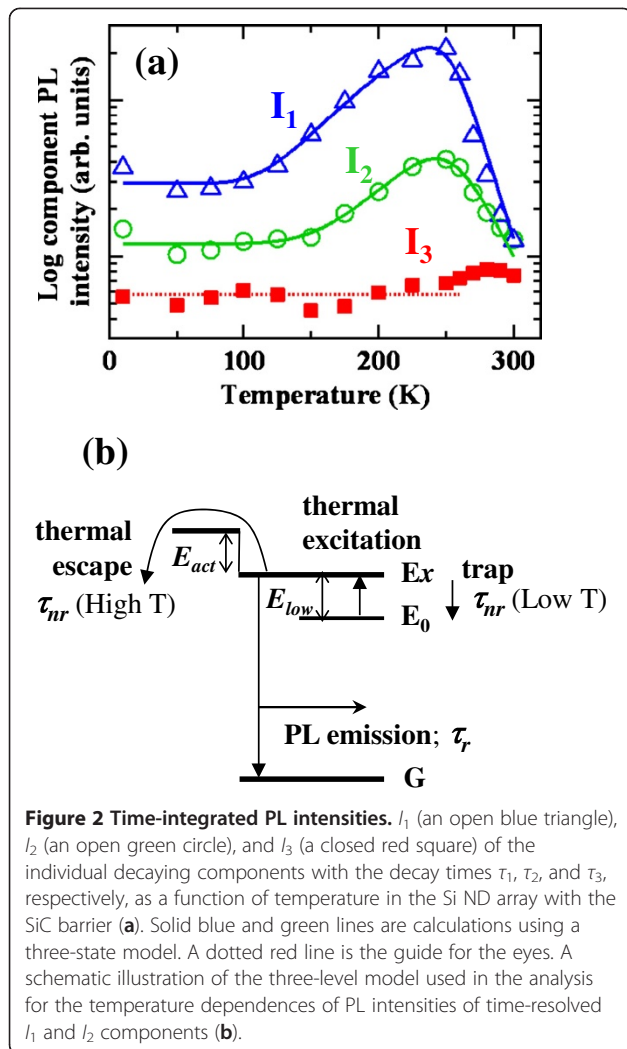 (a)
I1
I2
I3
Log component PL
intensity (arb. units)
0
100
200
300
Temperature (K)
(b)
thermal
escape
τnr (High T)
Eact
thermal
excitation
Ex
Elow
E0
trap
τnr (Low T)
PL emission; τr
G
Figure 2 Time-integrated PL intensities. I1 (an open blue triangle),
I2 (an open green circle), and I3 (a closed red square) of the
individual decaying components with the decay times τ1, τ2, and τ3,
respectively, as a function of temperature in the Si ND array with the
SiC barrier (a). Solid blue and green lines are calculations using a
three-state model. A dotted red line is the guide for the eyes. A
schematic illustration of the three-level model used in the analysis
for the temperature dependences of PL intensities of time-resolved
I1 and I2 components (b).